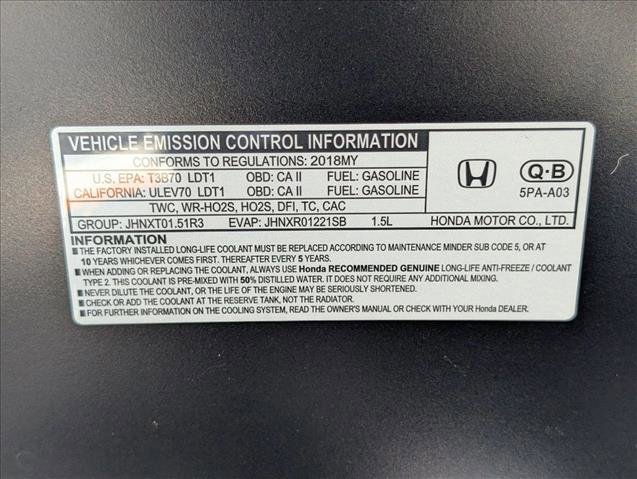 VEHICLE EMISSION CONTROL INFORMATION
CONFORMS TO REGULATIONS: 2018MY
U.S. EPA: T3B70 LDT1 OBD: CA II FUEL: GASOLINE
CALIFORNIA: ULEV70 LDT1 OBD: CA II FUEL: GASOLINE
TWC, WR-HO2S, HO2S, DFI, TC, CAC
GROUP: JHNXT01.51R3 EVAP: JHNXR01221SB 1.5L
Q-B
5PA-A03
HONDA MOTOR CO., LTD.
INFORMATION
■THE FACTORY INSTALLED LONG-LIFE COOLANT MUST BE REPLACED ACCORDING TO MAINTENANCE MINDER SUB CODE 5, OR AT
10 YEARS WHICHEVER COMES FIRST. THEREAFTER EVERY 5 YEARS.
■WHEN ADDING OR REPLACING THE COOLANT, ALWAYS USE Honda RECOMMENDED GENUINE LONG-LIFE ANTI-FREEZE / COOLANT
TYPE 2. THIS COOLANT IS PRE-MIXED WITH 50% DISTILLED WATER. IT DOES NOT REQUIRE ANY ADDITIONAL MIXING.
■NEVER DILUTE THE COOLANT, OR THE LIFE OF THE ENGINE MAY BE SERIOUSLY SHORTENED.
■CHECK OR ADD THE COOLANT AT THE RESERVE TANK, NOT THE RADIATOR.
■FOR FURTHER INFORMATION ON THE COOLING SYSTEM, READ THE OWNER'S MANUAL OR CHECK WITH YOUR Honda DEALER.